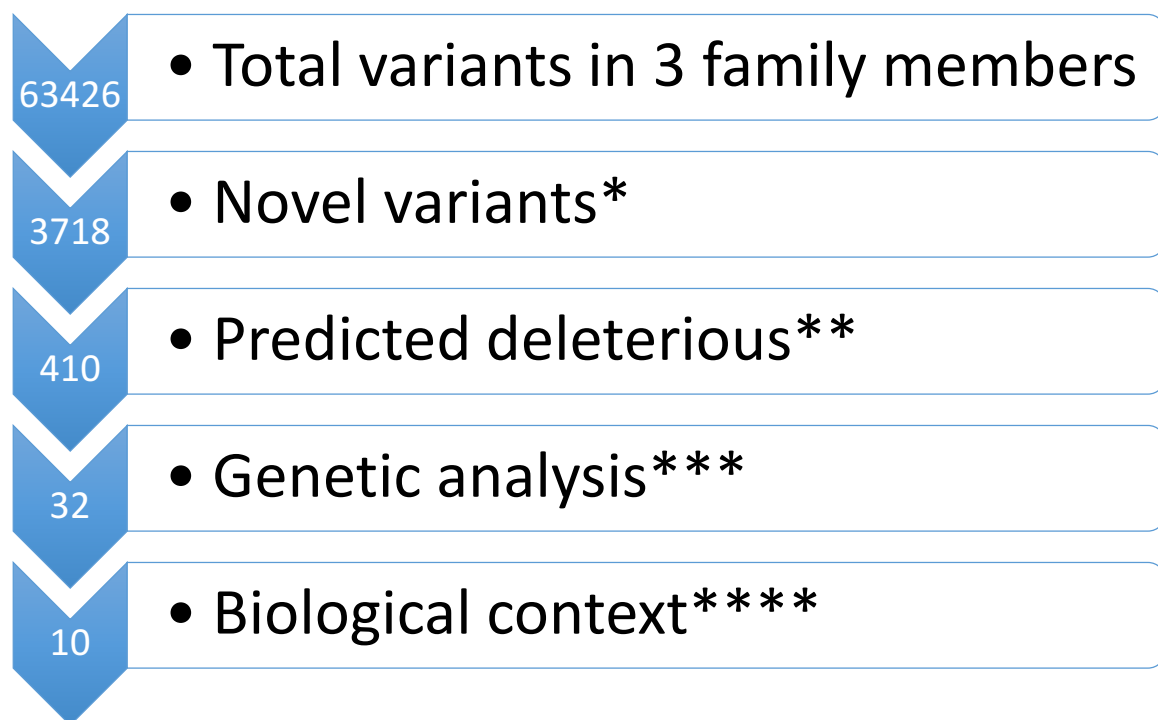 63426
• Total variants in 3 family members
3718
• Novel variants*
410
• Predicted deleterious**
32
• Genetic analysis***
10
• Biological context****